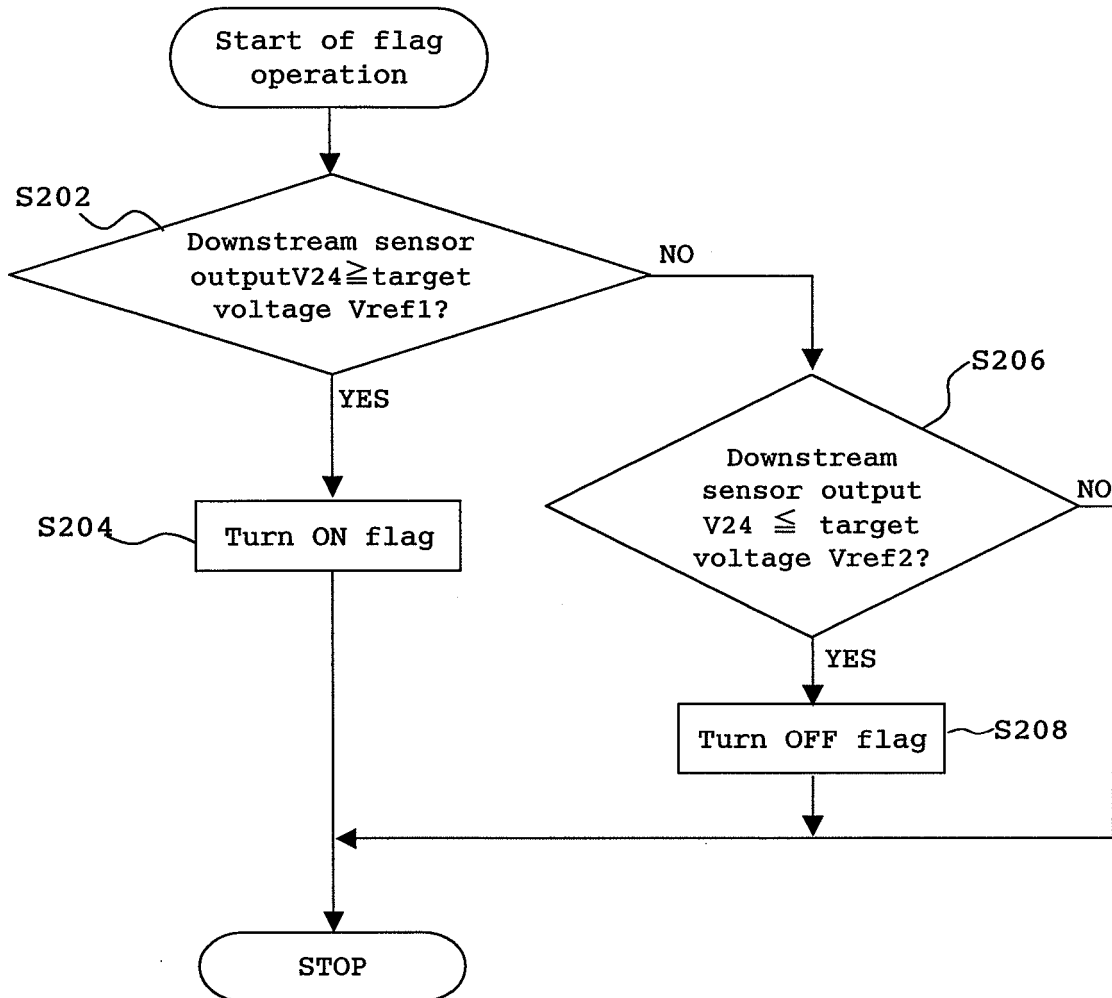 Start of flag
operation
S202
Downstream sensor
outputV24≧target
voltage Vref1?
NO
YES
S206
Downstream
sensor output
V24 ≦ target
voltage Vref2?
NO
S204
Turn ON flag
YES
Turn OFF flag
S208
STOP